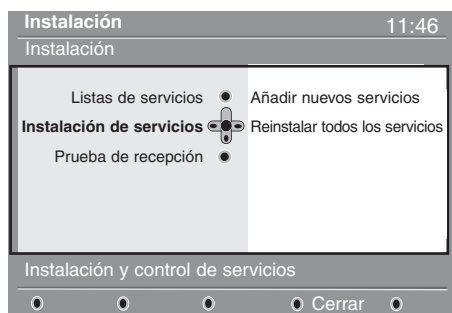 Instalación 11:46
Instalación
Listas de servicios Añadir nuevos servicios
Instalación de servicios Reinstalar todos los servicios
Prueba de recepción
Instalación y control de servicios
Cerrar